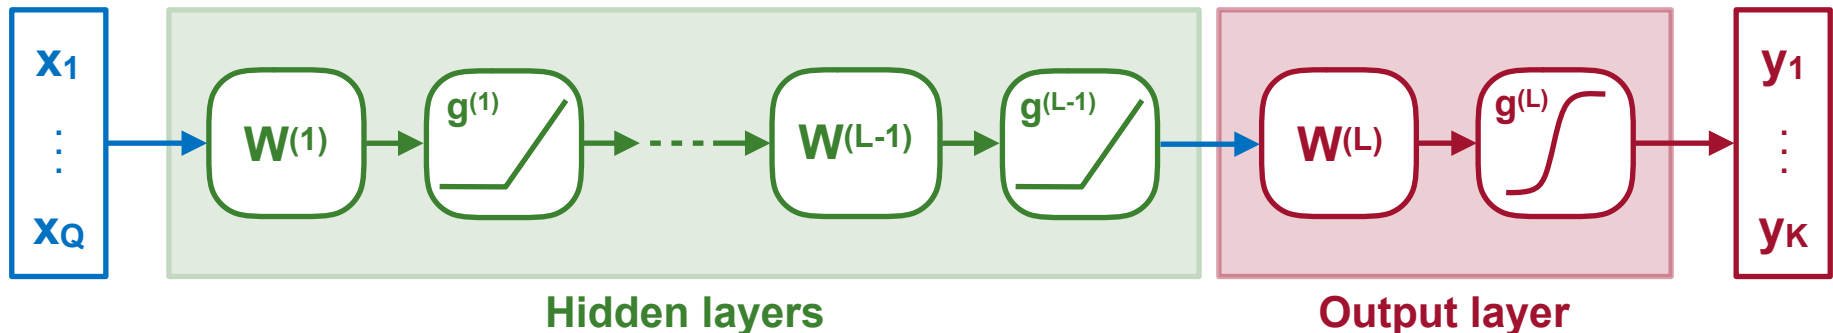 x1
⋮
xQ
W(1)
g(1)
W(L-1)
g(L-1)
W(L)
g(L)
y1
⋮
yK
Hidden layers
Output layer